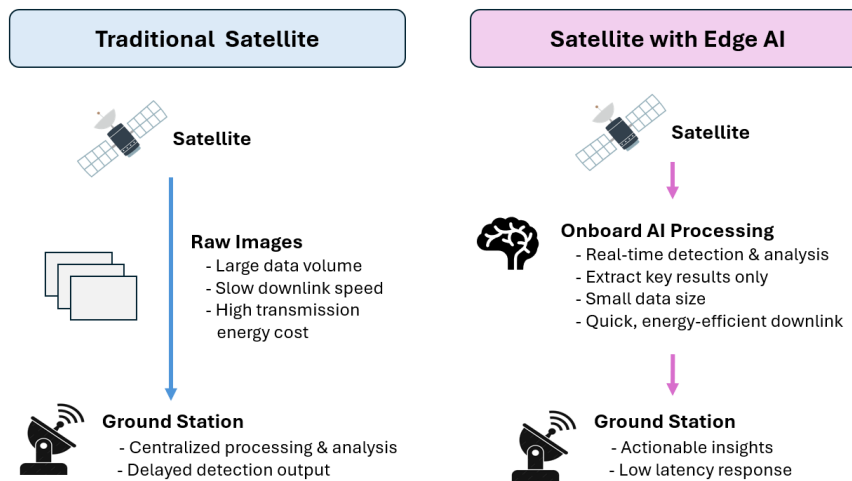 Traditional Satellite
Satellite
Raw Images
- Large data volume
- Slow downlink speed
- High transmission
energy cost
Ground Station
- Centralized processing & analysis
- Delayed detection output
Satellite with Edge AI
Satellite
Onboard AI Processing
- Real-time detection & analysis
- Extract key results only
- Small data size
- Quick, energy-efficient downlink
Ground Station
- Actionable insights
- Low latency response